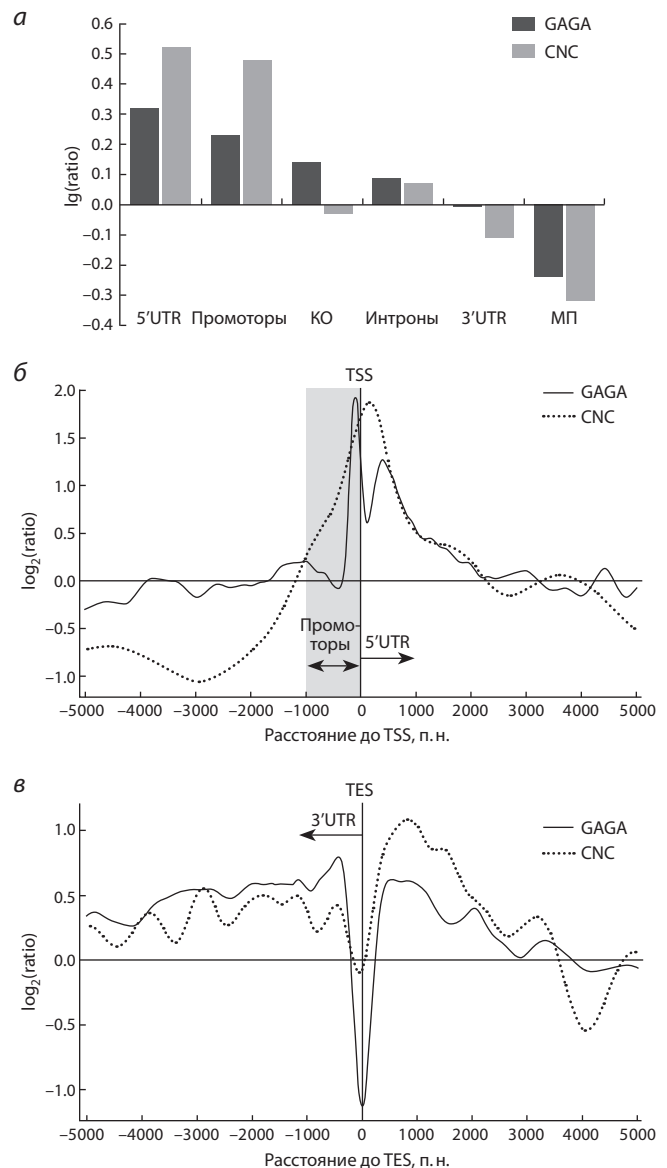 а
GAGA
CNC
lg(ratio)
0.6
0.5
0.4
0.3
0.2
0.1
0.0
–0.1
–0.2
–0.3
–0.4
5'UTR Промоторы КО Интроны 3'UTR МП
б
TSS
GAGA
CNC
log2(ratio)
2.0
1.5
1.0
0.5
0.0
–0.5
–1.0
Промо-
торы
5'UTR
–5000 –4000 –3000 –2000 –1000 0 1000 2000 3000 4000 5000
Расстояние до TSS, п. н.
в
TES
3'UTR
GAGA
CNC
log2(ratio)
1.0
0.5
0.0
–0.5
–1.0
–5000 –4000 –3000 –2000 –1000 0 1000 2000 3000 4000 5000
Расстояние до TES, п. н.